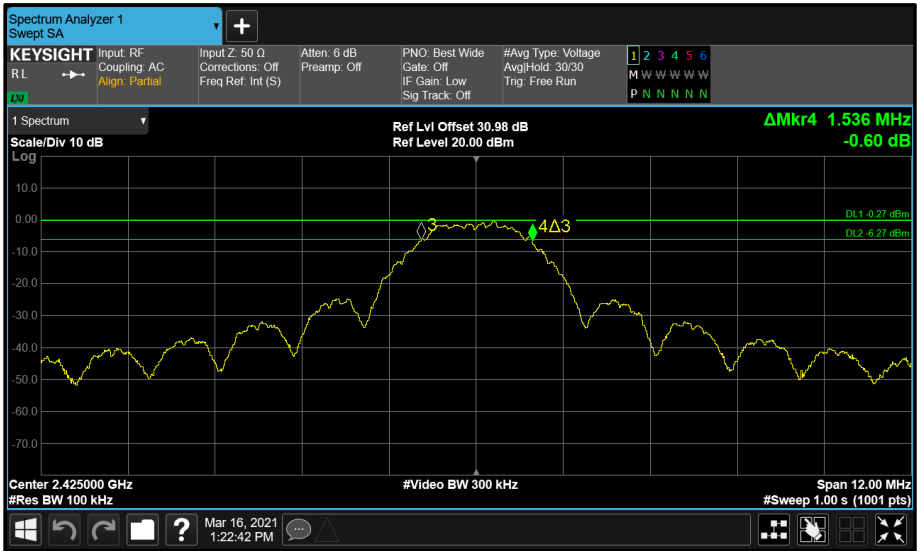 Spectrum Analyzer 1
Swept SA
+
KEYSIGHT
R L
LXI
Input: RF
Coupling: AC
Align: Partial
Input Z: 50 Ω
Corrections: Off
Freq Ref: Int (S)
Atten: 6 dB
Preamp: Off
PNO: Best Wide
Gate: Off
IF Gain: Low
Sig Track: Off
#Avg Type: Voltage
Avg|Hold: 30/30
Trig: Free Run
1 2 3 4 5 6
M W W W W W
P N N N N N
1 Spectrum
Scale/Div 10 dB
Ref Lvl Offset 30.98 dB
Ref Level 20.00 dBm
ΔMkr4 1.536 MHz
-0.60 dB
Log
10.0
0.00
-10.0
-20.0
-30.0
-40.0
-50.0
-60.0
-70.0
3
4Δ3
DL1 -0.27 dBm
DL2 -6.27 dBm
Center 2.425000 GHz
#Res BW 100 kHz
#Video BW 300 kHz
Span 12.00 MHz
#Sweep 1.00 s (1001 pts)
?
Mar 16, 2021
1:22:42 PM